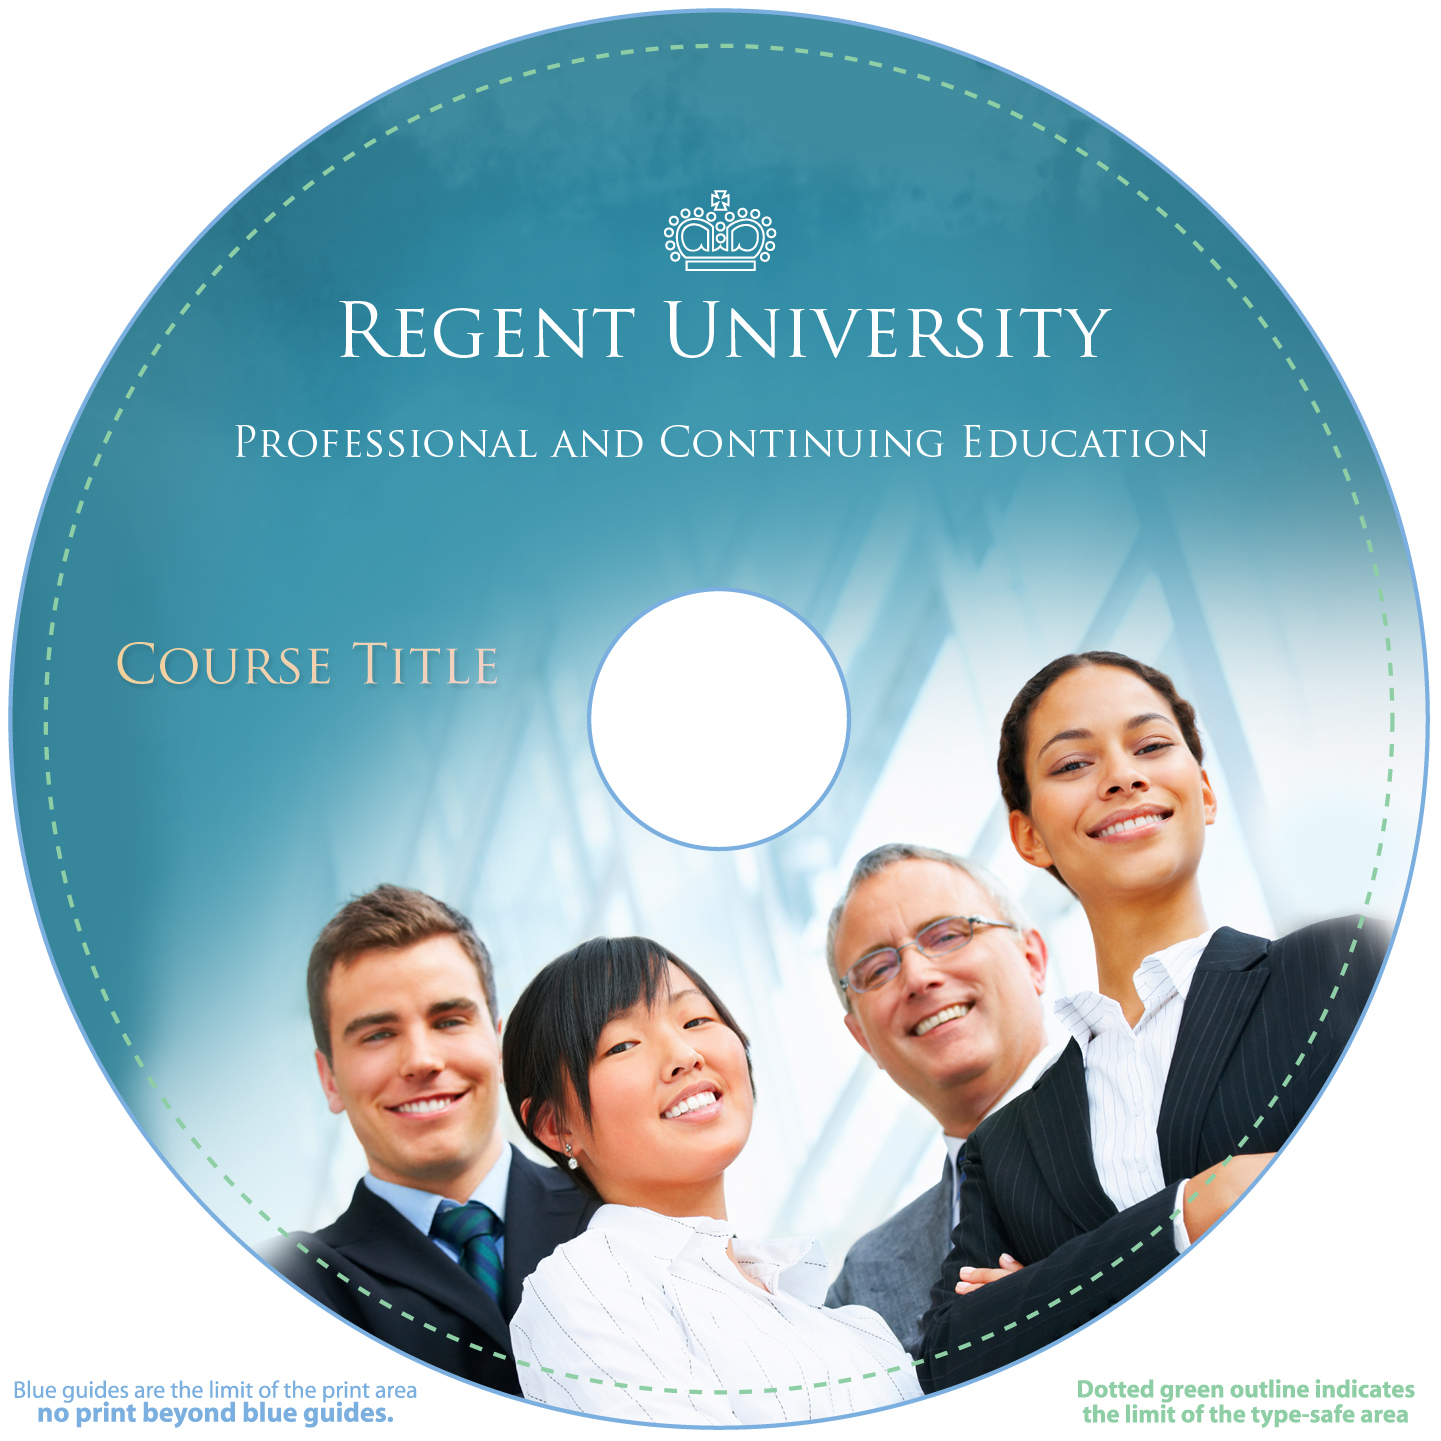 Regent University
Professional and Continuing Education
Course Title
Blue guides are the limit of the print area
no print beyond blue guides.
Dotted green outline indicates
the limit of the type-safe area